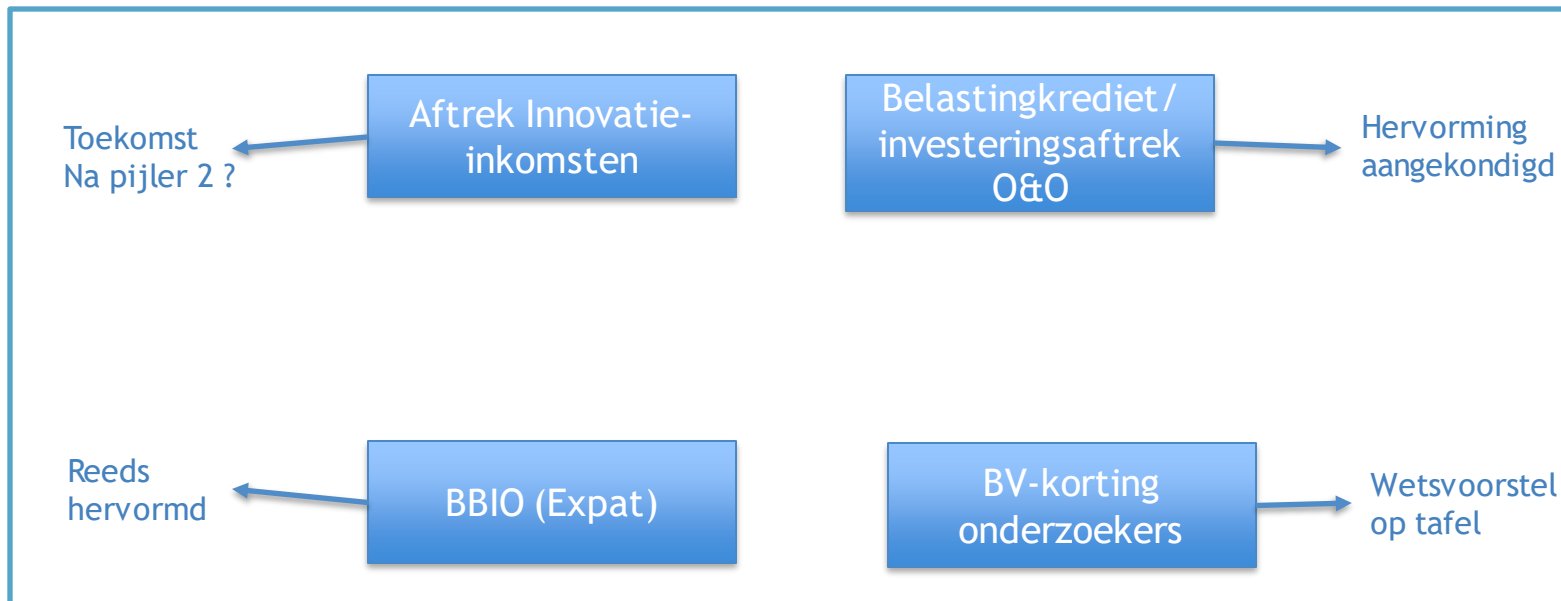 Toekomst
Na pijler 2 ?
Aftrek Innovatie-
inkomsten
Belastingkrediet/
investeringsaftrek
O&O
Hervorming
aangekondigd
Reeds
hervormd
BBIO (Expat)
BV-korting
onderzoekers
Wetsvoorstel
op tafel